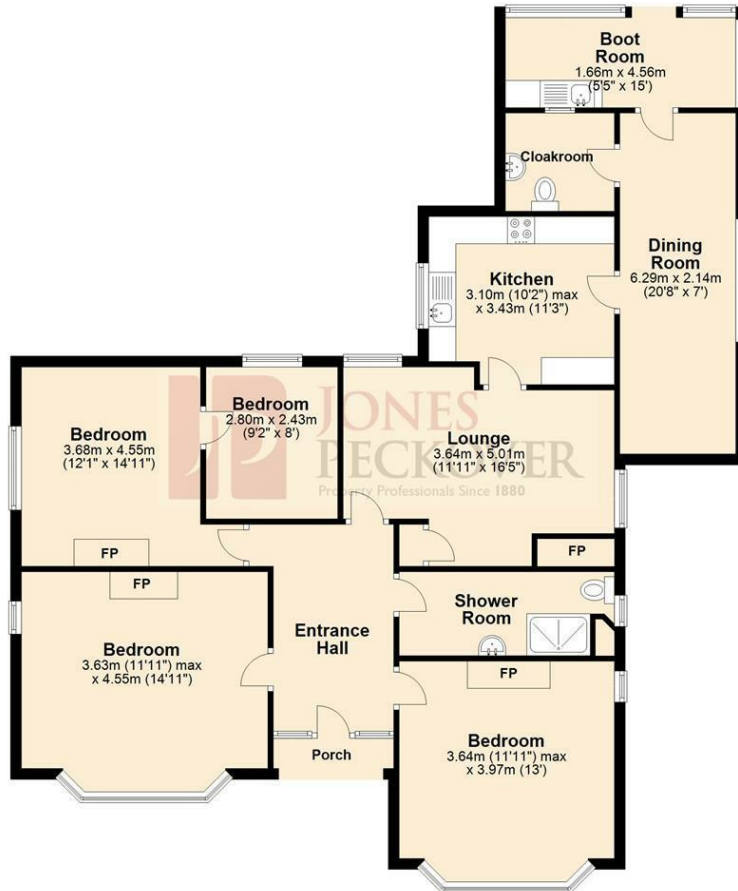 Boot
Room
1.66m x 4.56m
(5'5" x 15')
Cloakroom
Dining
Room
6.29m x 2.14m
(20'8" x 7')
Kitchen
3.10m (10'2") max
x 3.43m (11'3")
Bedroom
3.68m x 4.55m
(12'1" x 14'11")
FP
Bedroom
2.80m x 2.43m
(9'2" x 8')
Lounge
3.64m x 5.01m
(11'11" x 16'5")
FP
JP JONES
PECKOVER
Property Professionals Since 1880
FP
Bedroom
3.63m (11'11") max
x 4.55m (14'11")
Entrance
Hall
Shower
Room
Porch
FP
Bedroom
3.64m (11'11") max
x 3.97m (13')